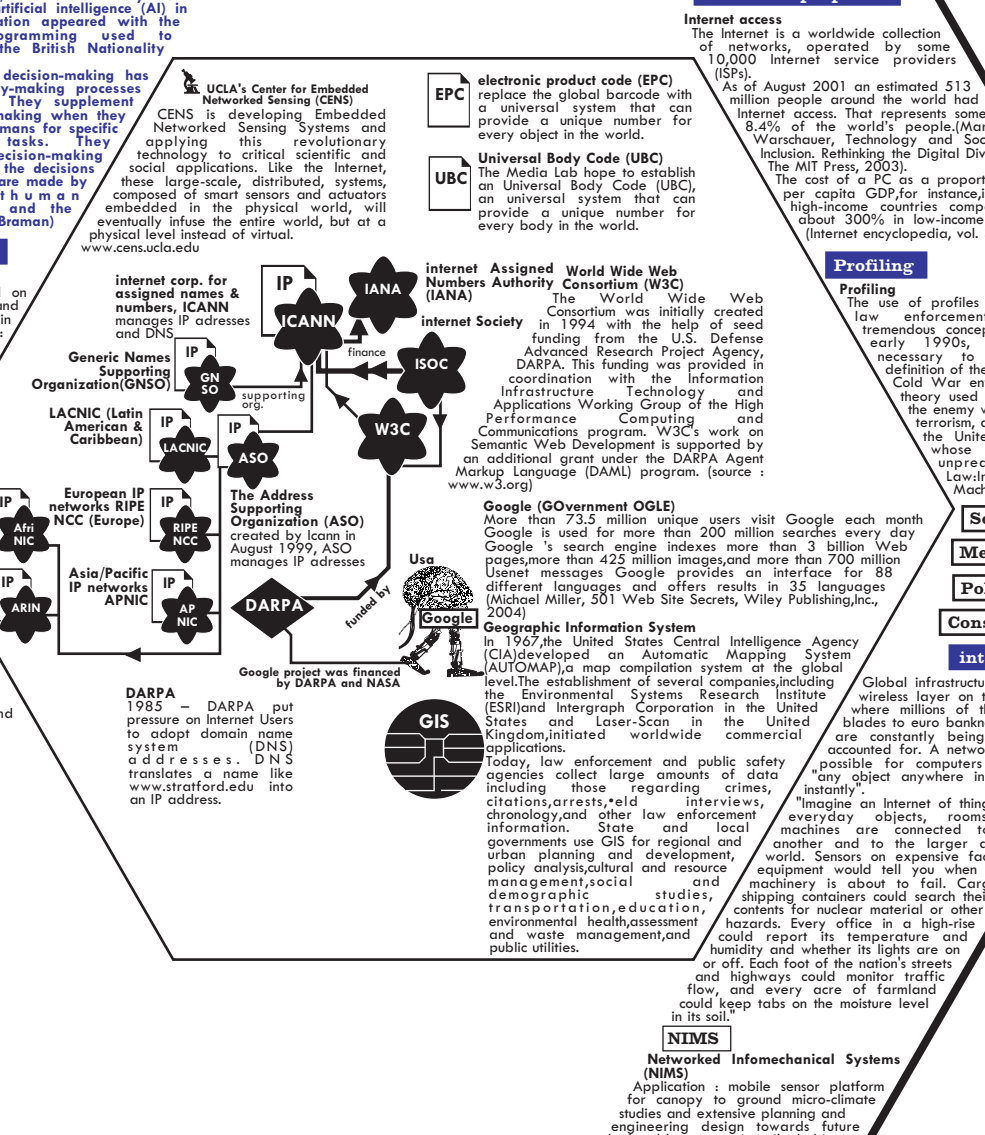 rtificial intelligence (AI) in
ation appeared with the
ogramming used to
the British Nationality
decision-making has
y-making processes
They supplement
making when they
mans for specific
tasks. They
ecision-making
the decisions
are made by
t h u m a n
and the
Braman)
on
and
in
:
nd
UCLA's Center for Embedded
Networked Sensing (CENS)
CENS is developing Embedded
Networked Sensing Systems and
applying this revolutionary
technology to critical scientific and
social applications. Like the Internet,
these large-scale, distributed, systems,
composed of smart sensors and actuators
embedded in the physical world, will
eventually infuse the entire world, but at a
physical level instead of virtual.
www.cens.ucla.edu
EPC
electronic product code (EPC)
replace the global barcode with
a universal system that can
provide a unique number for
every object in the world.
UBC
Universal Body Code (UBC)
The Media Lab hope to establish
an Universal Body Code (UBC),
an universal system that can
provide a unique number for
every body in the world.
internet corp. for
assigned names &
numbers, ICANN
manages IP adresses
and DNS
IP
ICANN
IANA
internet Assigned
Numbers Authority
(IANA)
internet Society
finance
ISOC
W3C
World Wide Web
Consortium (W3C)
The World Wide Web
Consortium was initially created
in 1994 with the help of seed
funding from the U.S. Defense
Advanced Research Project Agency,
DARPA. This funding was provided in
coordination with the Information
Infrastructure Technology and
Applications Working Group of the High
Performance Computing and
Communications program. W3C's work on
Semantic Web Development is supported by
an additional grant under the DARPA Agent
Markup Language (DAML) program. (source :
www.w3.org)
Generic Names
Supporting
Organization(GNSO)
IP
GN
SO
supporting
org.
LACNIC (Latin
American &
Caribbean)
IP
LACNIC
IP
ASO
European IP
networks RIPE
NCC (Europe)
IP
RIPE
NCC
The Address
Supporting
Organization (ASO)
created by Icann in
August 1999, ASO
manages IP adresses
IP
Afri
NIC
IP
ARIN
Asia/Pacific
IP networks
APNIC
IP
AP
NIC
DARPA
funded by
Usa
Google
Google project was financed
by DARPA and NASA
DARPA
1985 – DARPA put
pressure on Internet Users
to adopt domain name
system (DNS)
a d d r e s s e s . D N S
translates a name like
www.stratford.edu into
an IP address.
GIS
Google (GOvernment OGLE)
More than 73.5 million unique users visit Google each month
Google is used for more than 200 million searches every day
Google 's search engine indexes more than 3 billion Web
pages,more than 425 million images,and more than 700 million
Usenet messages Google provides an interface for 88
different languages and offers results in 35 languages
(Michael Miller, 501 Web Site Secrets, Wiley Publishing,Inc.,
2004)
Geographic Information System
In 1967,the United States Central Intelligence Agency
(CIA)developed an Automatic Mapping System
(AUTOMAP),a map compilation system at the global
level.The establishment of several companies,including
the Environmental Systems Research Institute
(ESRI)and Intergraph Corporation in the United
States and Laser-Scan in the United
Kingdom,initiated worldwide commercial
applications.
Today, law enforcement and public safety
agencies collect large amounts of data
including those regarding crimes,
citations,arrests,•eld interviews,
chronology,and other law enforcement
information. State and local
governments use GIS for regional and
urban planning and development,
policy analysis,cultural and resource
management,social and
demographic studies,
transportation,education,
environmental health,assessment
and waste management,and
public utilities.
Internet access
The Internet is a worldwide collection
of networks, operated by some
10,000 Internet service providers
(ISPs).
As of August 2001 an estimated 513
million people around the world had
Internet access. That represents some
8.4% of the world's people.(Mar
Warschauer, Technology and Soc
Inclusion. Rethinking the Digital Div
The MIT Press, 2003).
The cost of a PC as a proport
per capita GDP,for instance,i
high-income countries comp
about 300% in low-income
(Internet encyclopedia, vol.
Profiling
Profiling
The use of profiles
law enforcement
tremendous concep
early 1990s,
necessary to
definition of the
Cold War en
theory used
the enemy w
terrorism, a
the Unite
whose
unprec
Law:In
Mach
Se
Me
Pol
Cons
int
Global infrastructu
wireless layer on t
where millions of th
blades to euro bankn
are constantly being
accounted for. A netwo
possible for computers
"any object anywhere in
instantly".
"Imagine an Internet of thing
everyday objects, rooms
machines are connected to
another and to the larger d
world. Sensors on expensive fac
equipment would tell you when
machinery is about to fail. Carg
shipping containers could search thei
contents for nuclear material or other
hazards. Every office in a high-rise
could report its temperature and
humidity and whether its lights are on
or off. Each foot of the nation's streets
and highways could monitor traffic
flow, and every acre of farmland
could keep tabs on the moisture level
in its soil."
NIMS
Networked Infomechanical Systems
(NIMS)
Application : mobile sensor platform
for canopy to ground micro-climate
studies and extensive planning and
engineering design towards future